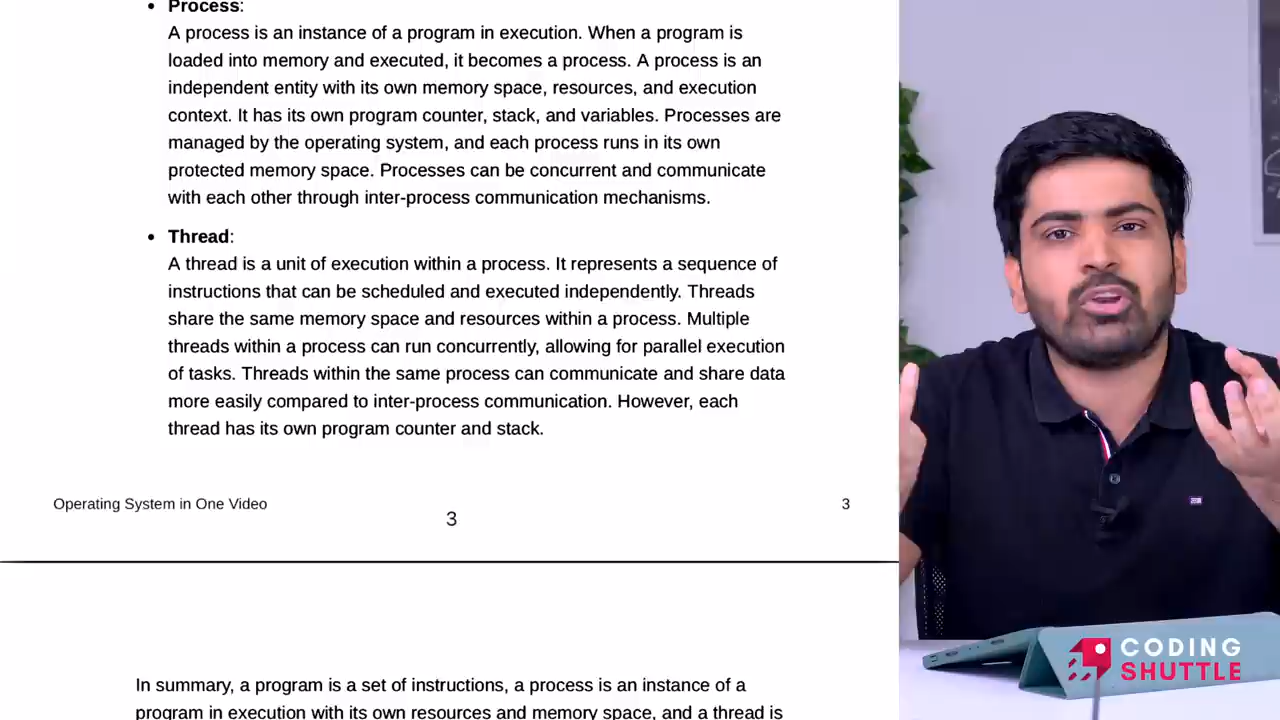 • Process:
A process is an instance of a program in execution. When a program is
loaded into memory and executed, it becomes a process. A process is an
independent entity with its own memory space, resources, and execution
context. It has its own program counter, stack, and variables. Processes are
managed by the operating system, and each process runs in its own
protected memory space. Processes can be concurrent and communicate
with each other through inter-process communication mechanisms.
• Thread:
A thread is a unit of execution within a process. It represents a sequence of
instructions that can be scheduled and executed independently. Threads
share the same memory space and resources within a process. Multiple
threads within a process can run concurrently, allowing for parallel execution
of tasks. Threads within the same process can communicate and share data
more easily compared to inter-process communication. However, each
thread has its own program counter and stack.
Operating System in One Video
3
3
In summary, a program is a set of instructions, a process is an instance of a
program in execution with its own resources and memory space, and a thread is
CODING
SHUTTLE